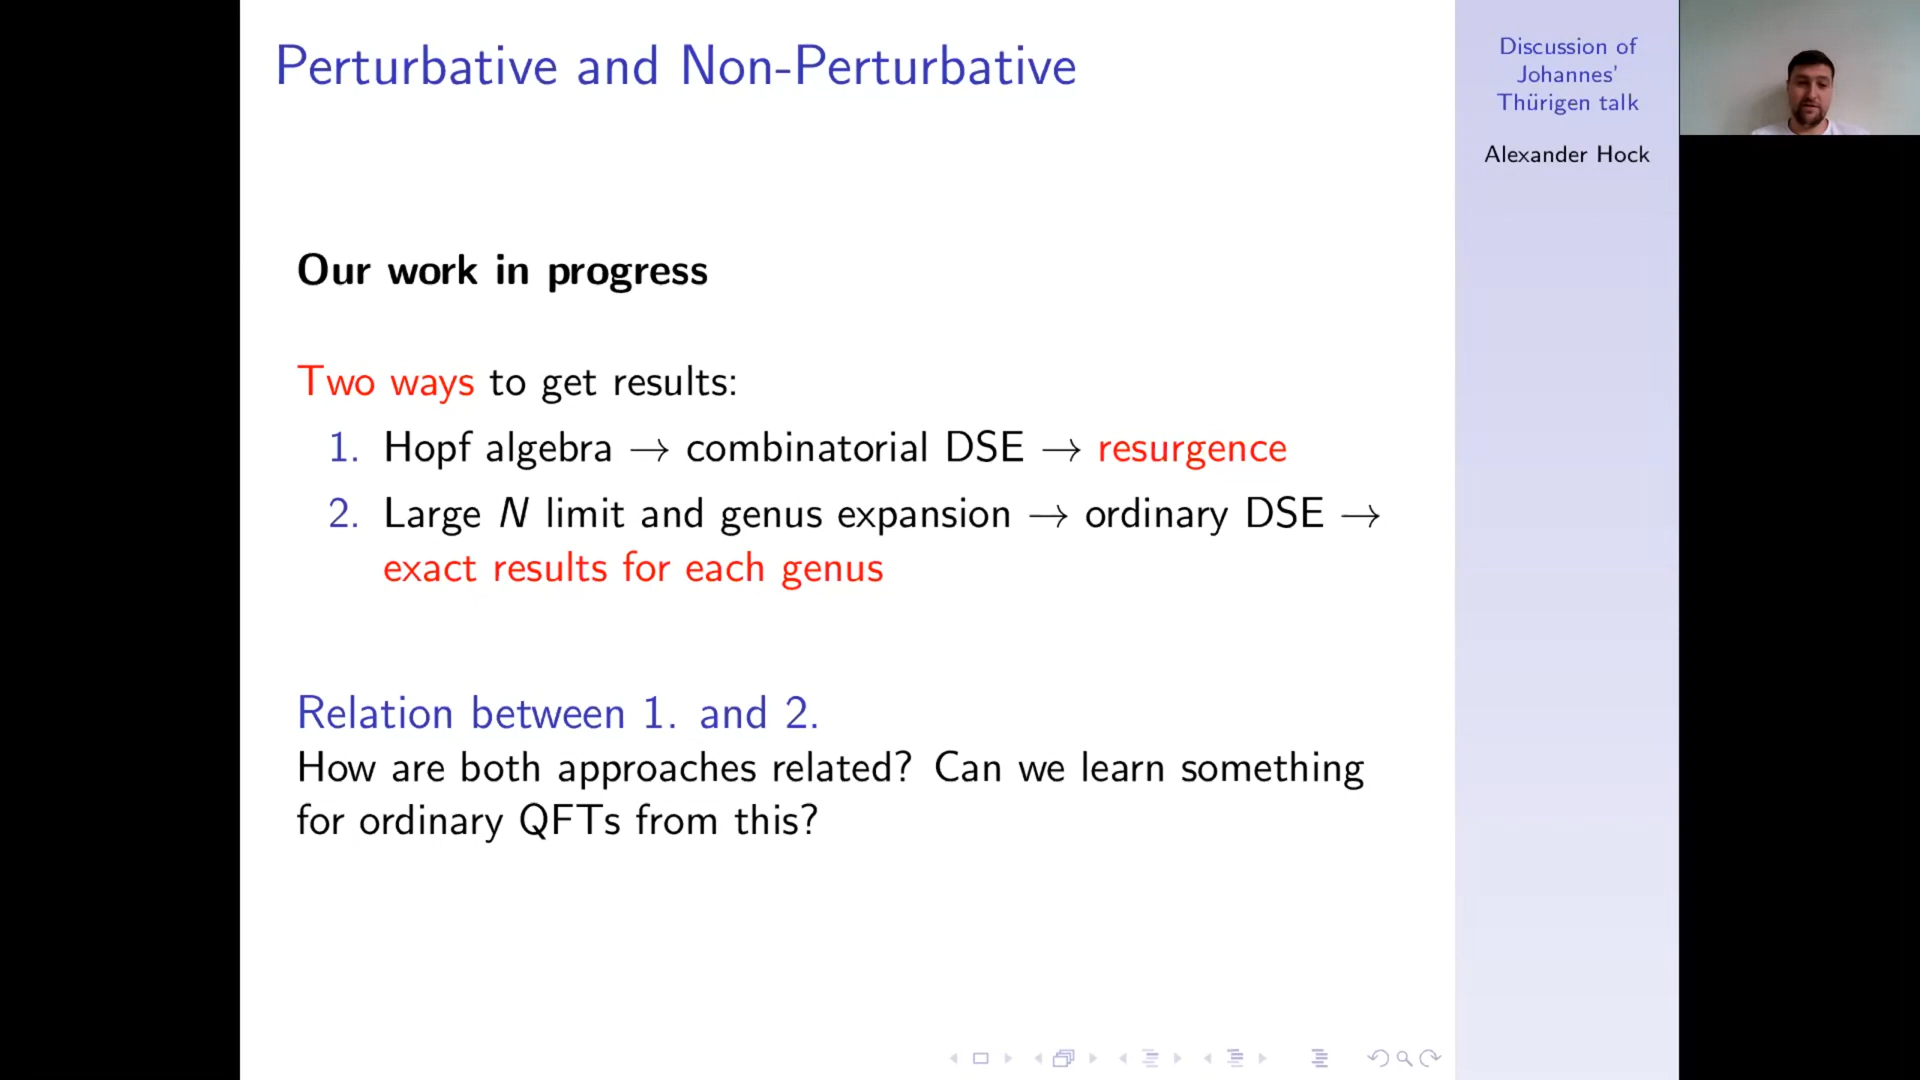 Perturbative and Non-Perturbative
Our work in progress
Two ways to get results:
1. Hopf algebra → combinatorial DSE → resurgence
2. Large N limit and genus expansion → ordinary DSE →
exact results for each genus
Relation between 1. and 2.
How are both approaches related? Can we learn something
for ordinary QFTs from this?
Discussion of
Johannes’
Thürigen talk
Alexander Hock